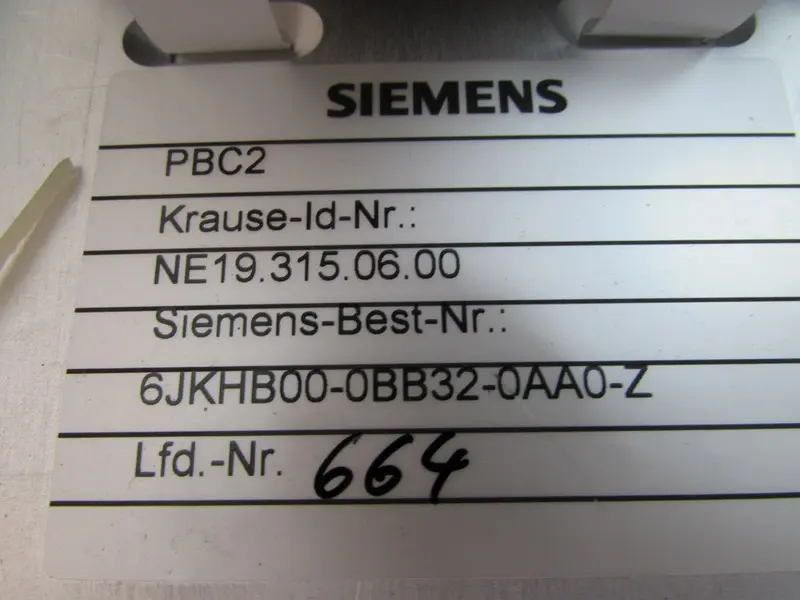 SIEMENS
PBC2
Krause-Id-Nr.:
NE19.315.06.00
Siemens-Best-Nr.:
6JKHB00-0BB32-0AA0-Z
Lfd.-Nr. 664